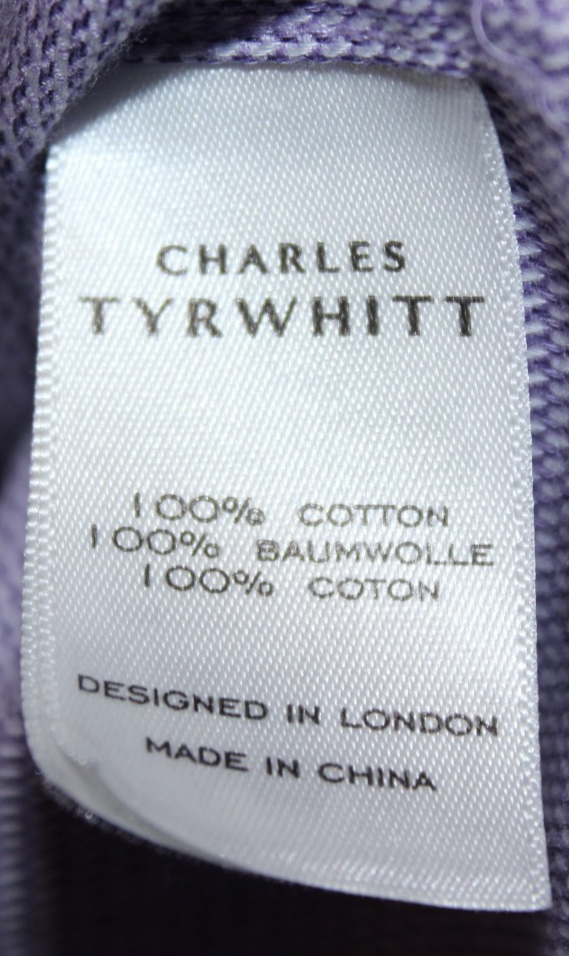 CHARLES
TYRWHITT
100% COTTON
100% BAUMWOLLE
100% COTON
DESIGNED IN LONDON
MADE IN CHINA